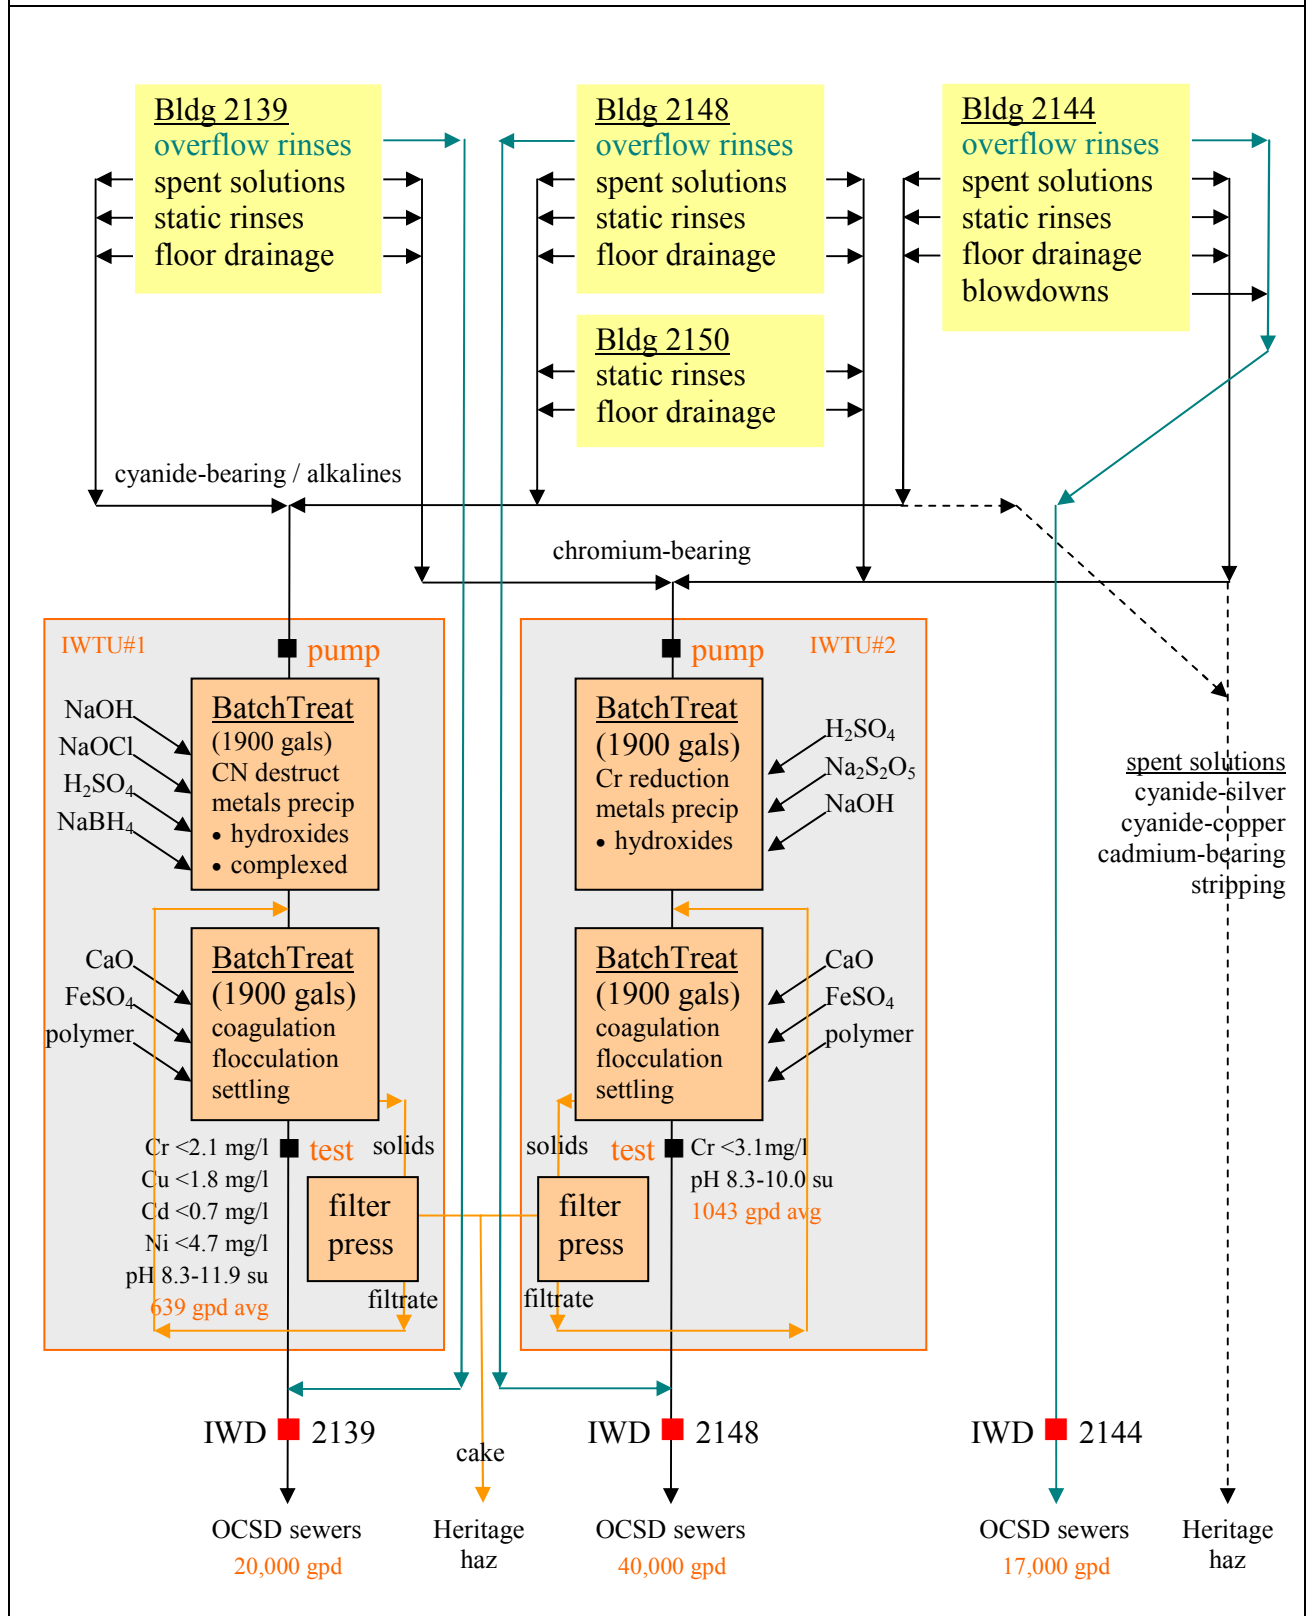 Bldg 2139
overflow rinses
spent solutions
static rinses
floor drainage
Bldg 2148
overflow rinses
spent solutions
static rinses
floor drainage
Bldg 2144
overflow rinses
spent solutions
static rinses
floor drainage
blowdowns
Bldg 2150
static rinses
floor drainage
cyanide-bearing / alkalines
chromium-bearing
IWTU#1
pump
NaOH
NaOCl
H₂SO₄
NaBH₄
BatchTreat
(1900 gals)
CN destruct
metals precip
• hydroxides
• complexed
CaO
FeSO₄
polymer
BatchTreat
(1900 gals)
coagulation
flocculation
settling
Cr <2.1 mg/l
Cu <1.8 mg/l
Cd <0.7 mg/l
Ni <4.7 mg/l
pH 8.3-11.9 su
639 gpd avg
test
solids
filter
press
filtrate
pump
IWTU#2
BatchTreat
(1900 gals)
Cr reduction
metals precip
• hydroxides
H₂SO₄
Na₂S₂O₅
NaOH
BatchTreat
(1900 gals)
coagulation
flocculation
settling
CaO
FeSO₄
polymer
solids
test
Cr <3.1mg/l
pH 8.3-10.0 su
1043 gpd avg
filter
press
filtrate
spent solutions
cyanide-silver
cyanide-copper
cadmium-bearing
stripping
IWD 2139
cake
IWD 2148
IWD 2144
OCSD sewers
20,000 gpd
Heritage
haz
OCSD sewers
40,000 gpd
OCSD sewers
17,000 gpd
Heritage
haz